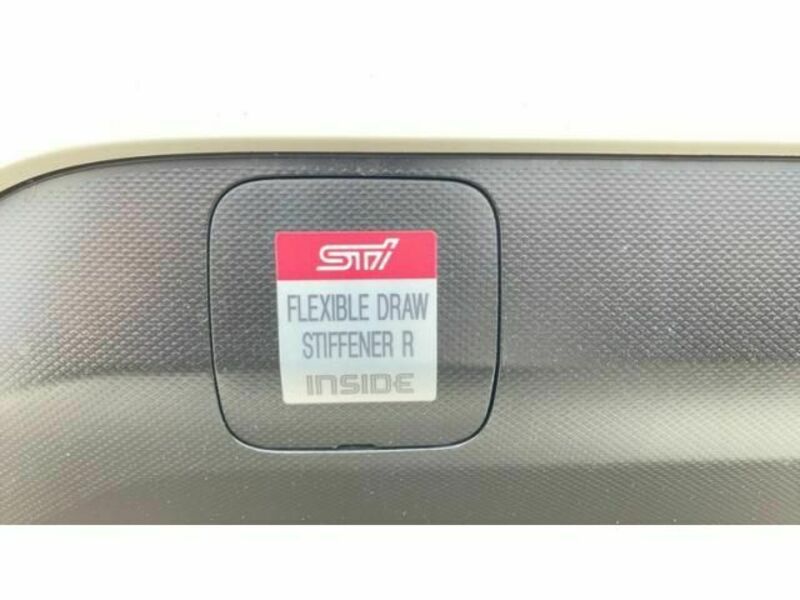 STI
FLEXIBLE DRAW
STIFFENER R
INSIDE